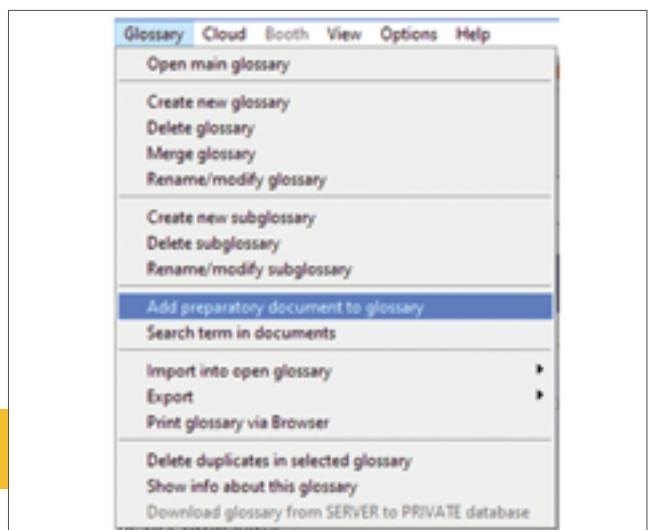 Glossary Cloud Booth View Options Help
Open main glossary
Create new glossary
Delete glossary
Merge glossary
Rename/modify glossary
Create new subglossary
Delete subglossary
Rename/modify subglossary
Add preparatory document to glossary
Search term in documents
Import into open glossary
Export
Print glossary via Browser
Delete duplicates in selected glossary
Show info about this glossary
Download glossary from SERVER to PRIVATE database